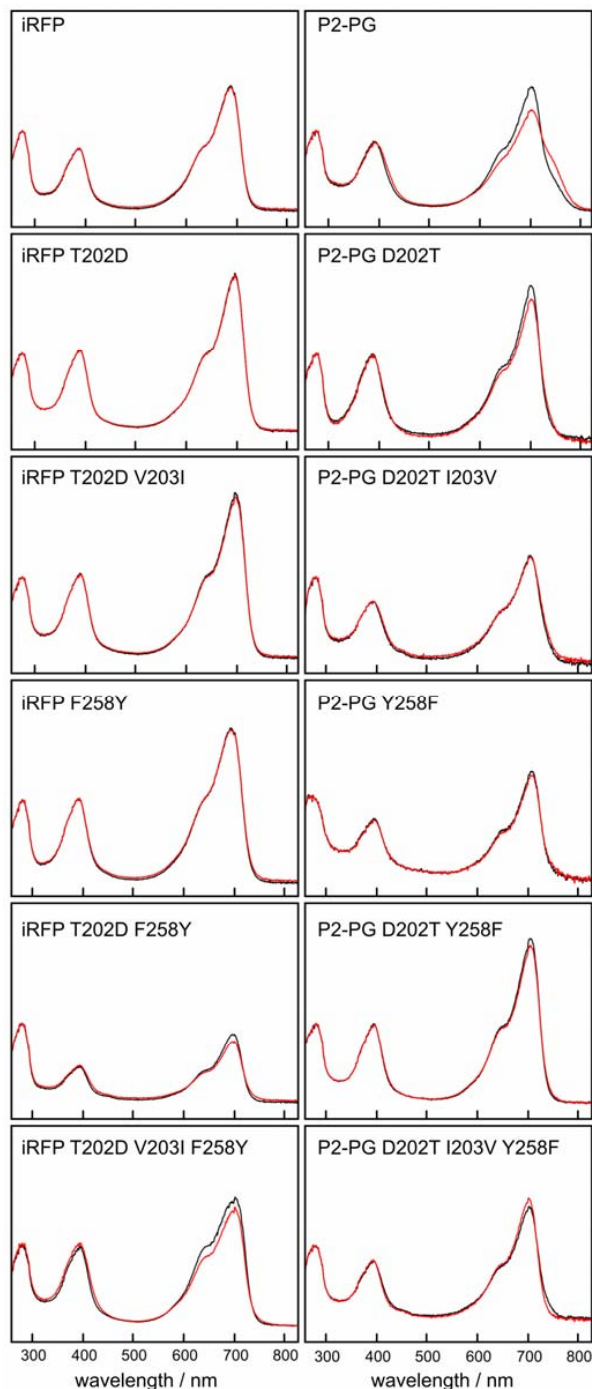 iRFP
P2-PG
iRFP T202D
P2-PG D202T
iRFP T202D V203I
P2-PG D202T I203V
iRFP F258Y
P2-PG Y258F
iRFP T202D F258Y
P2-PG D202T Y258F
iRFP T202D V203I F258Y
P2-PG D202T I203V Y258F
300 400 500 600 700 800
300 400 500 600 700 800
wavelength / nm
wavelength / nm